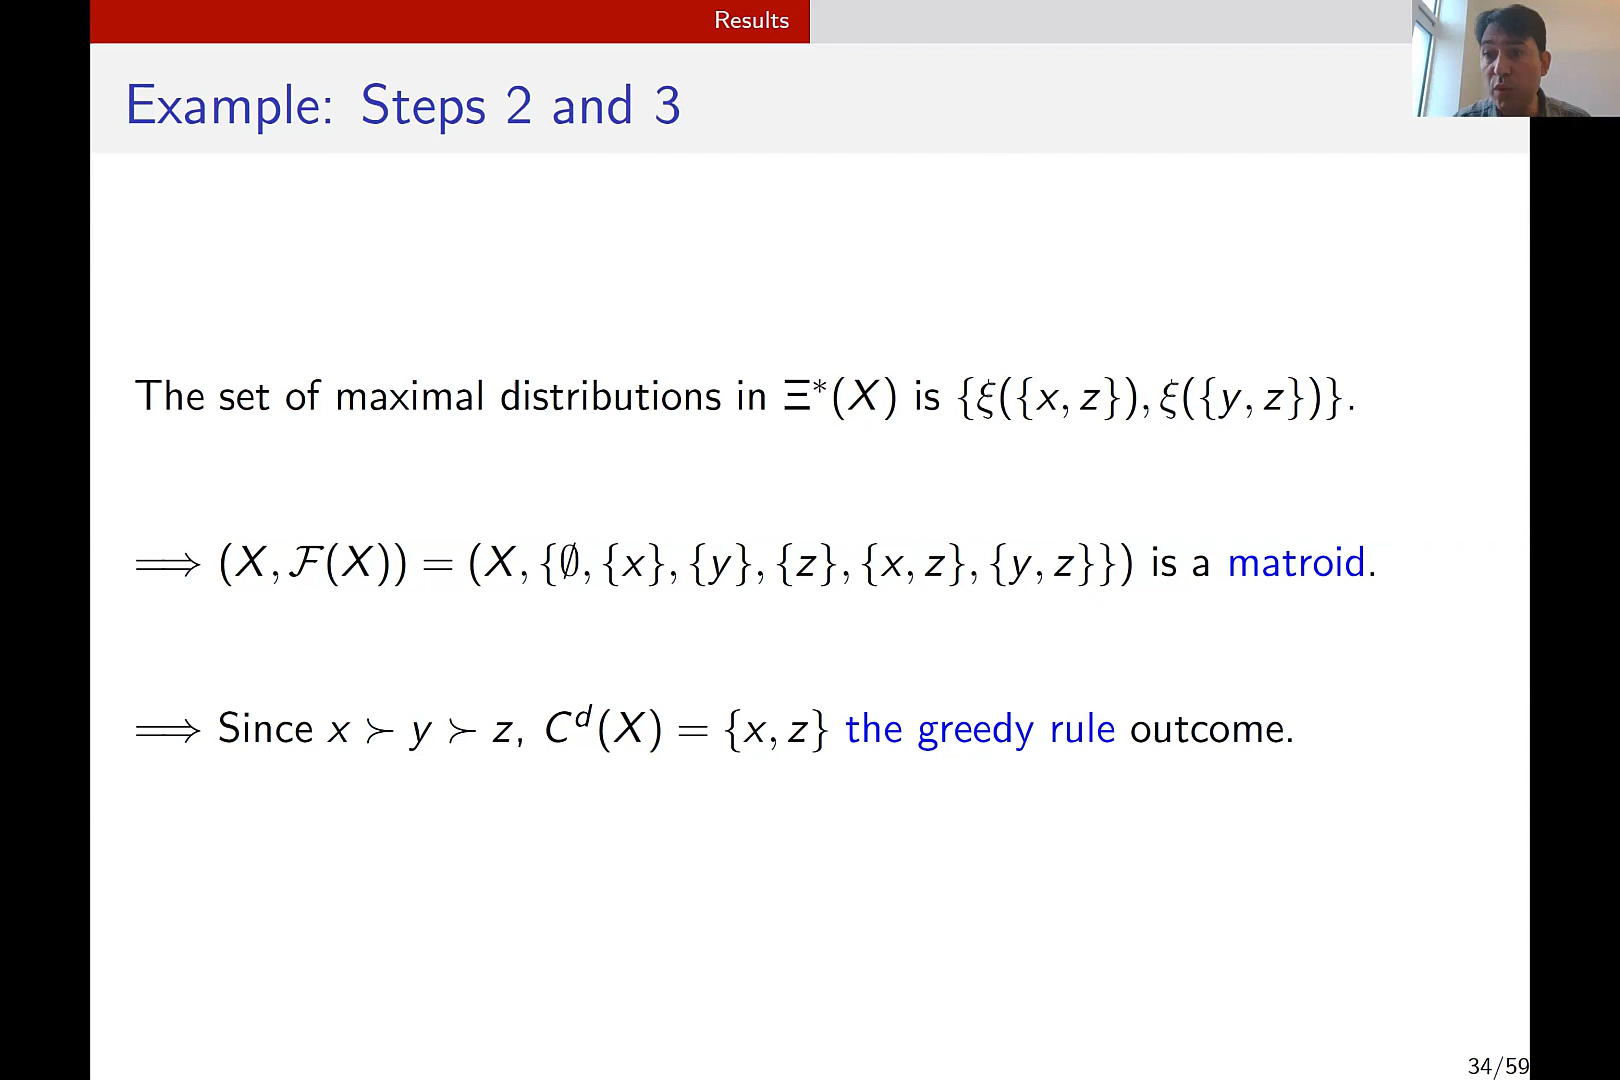 Results
Example: Steps 2 and 3
The set of maximal distributions in Ξ*(X) is {ξ({x, z}), ξ({y, z})}.
⟹ (X, ℱ(X)) = (X, {∅, {x}, {y}, {z}, {x, z}, {y, z}}) is a matroid.
⟹ Since x ≻ y ≻ z, Cᵈ(X) = {x, z} the greedy rule outcome.
34/59